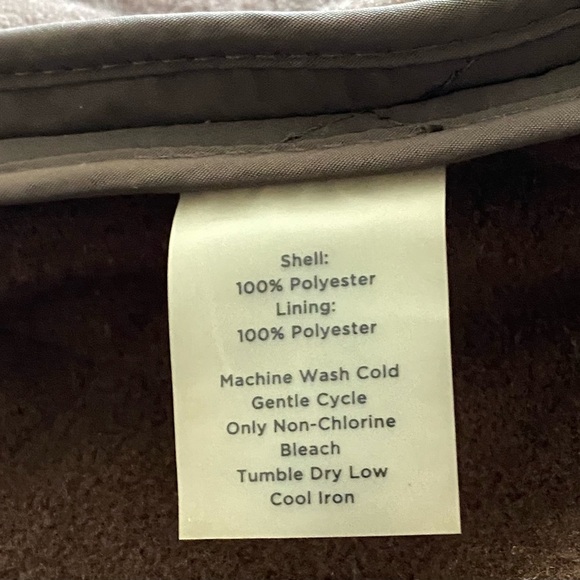 Shell:
100% Polyester
Lining:
100% Polyester
Machine Wash Cold
Gentle Cycle
Only Non-Chlorine
Bleach
Tumble Dry Low
Cool Iron